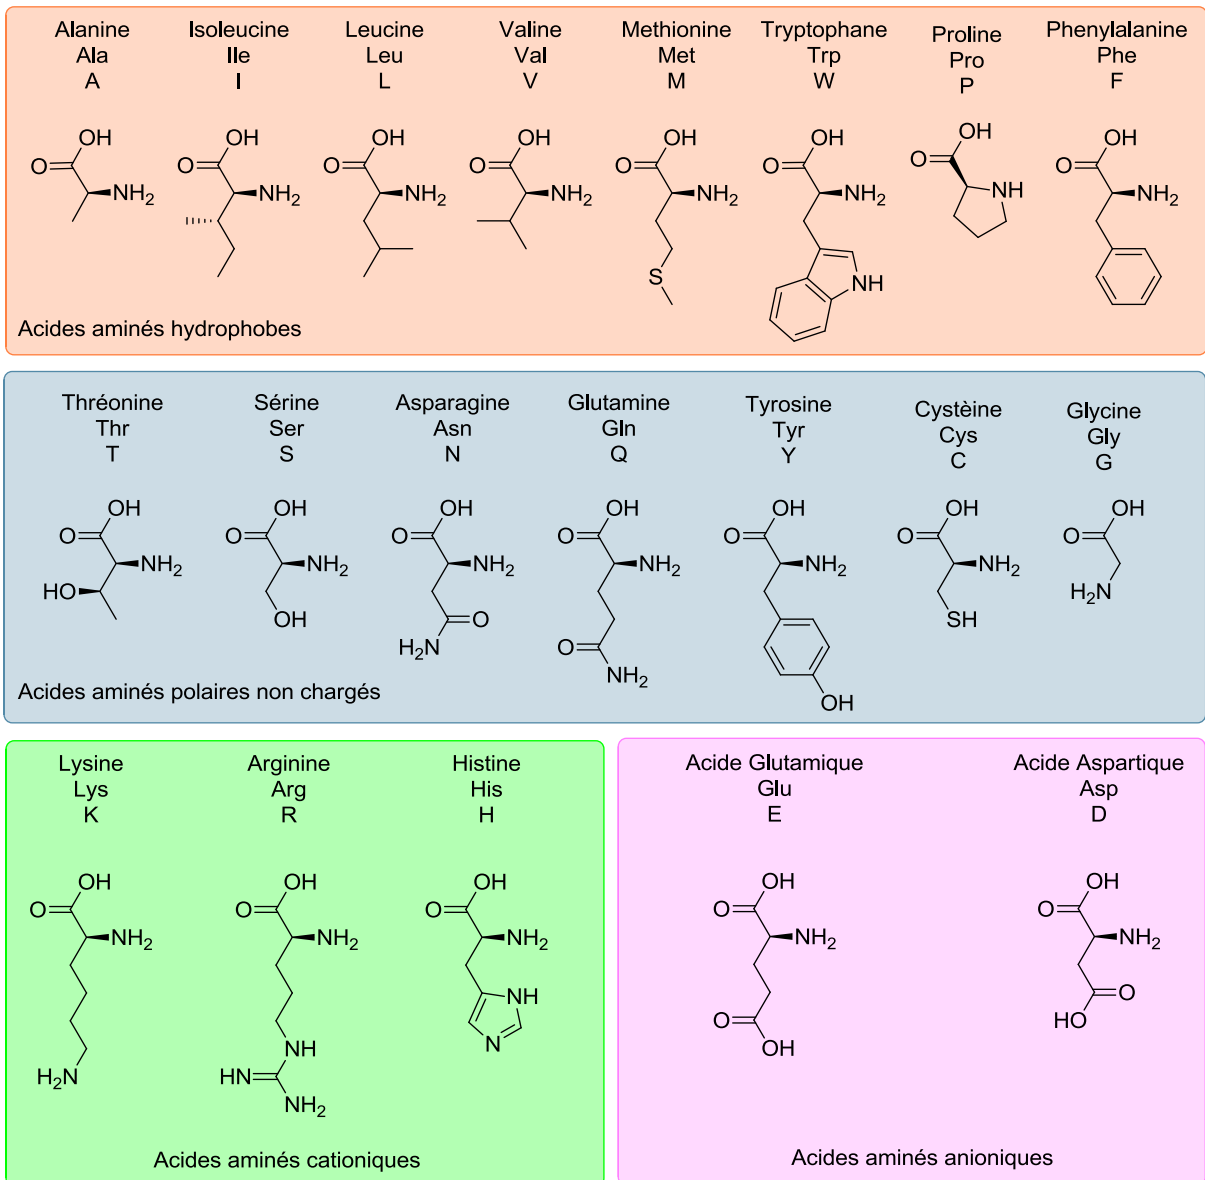 Alanine
Ala
A
Isoleucine
Ile
I
Leucine
Leu
L
Valine
Val
V
Methionine
Met
M
Tryptophane
Trp
W
Proline
Pro
P
Phenylalanine
Phe
F
OH
O
NH2
OH
O
NH2
OH
O
NH2
OH
O
NH2
OH
O
NH2
S
OH
O
NH2
NH
OH
O
NH
OH
O
NH2
Acides aminés hydrophobes
Thréonine
Thr
T
Sérine
Ser
S
Asparagine
Asn
N
Glutamine
Gln
Q
Tyrosine
Tyr
Y
Cystèine
Cys
C
Glycine
Gly
G
OH
O
NH2
HO
OH
O
NH2
OH
OH
O
NH2
O
H2N
OH
O
NH2
O
NH2
OH
O
NH2
OH
OH
O
NH2
SH
OH
O
H2N
Acides aminés polaires non chargés
Lysine
Lys
K
Arginine
Arg
R
Histine
His
H
OH
O
NH2
H2N
OH
O
NH2
NH
HN
NH2
OH
O
NH2
NH
N
Acides aminés cationiques
Acide Glutamique
Glu
E
Acide Aspartique
Asp
D
OH
O
NH2
O
OH
OH
O
NH2
O
HO
Acides aminés anioniques